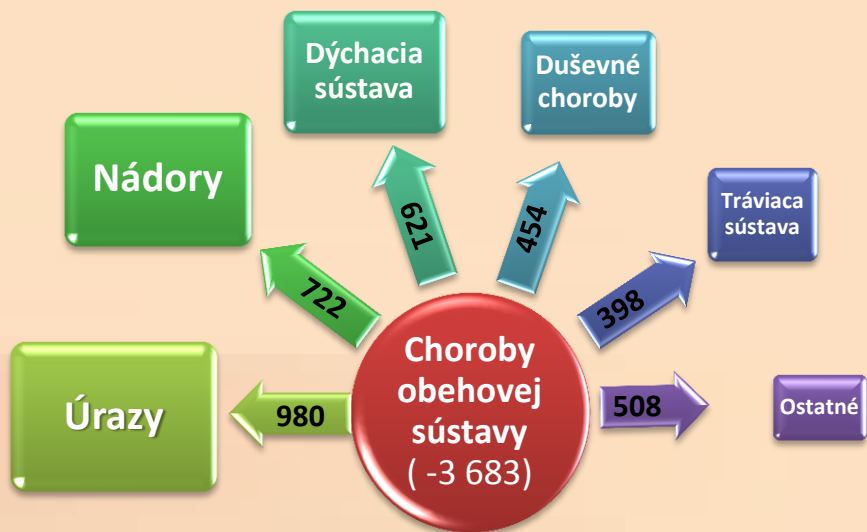 Dýchacia
sústava
Duševné
choroby
Nádory
Tráviaca
sústava
621
454
722
398
Choroby
obehovej
sústavy
( -3 683)
Úrazy
980
508
Ostatné